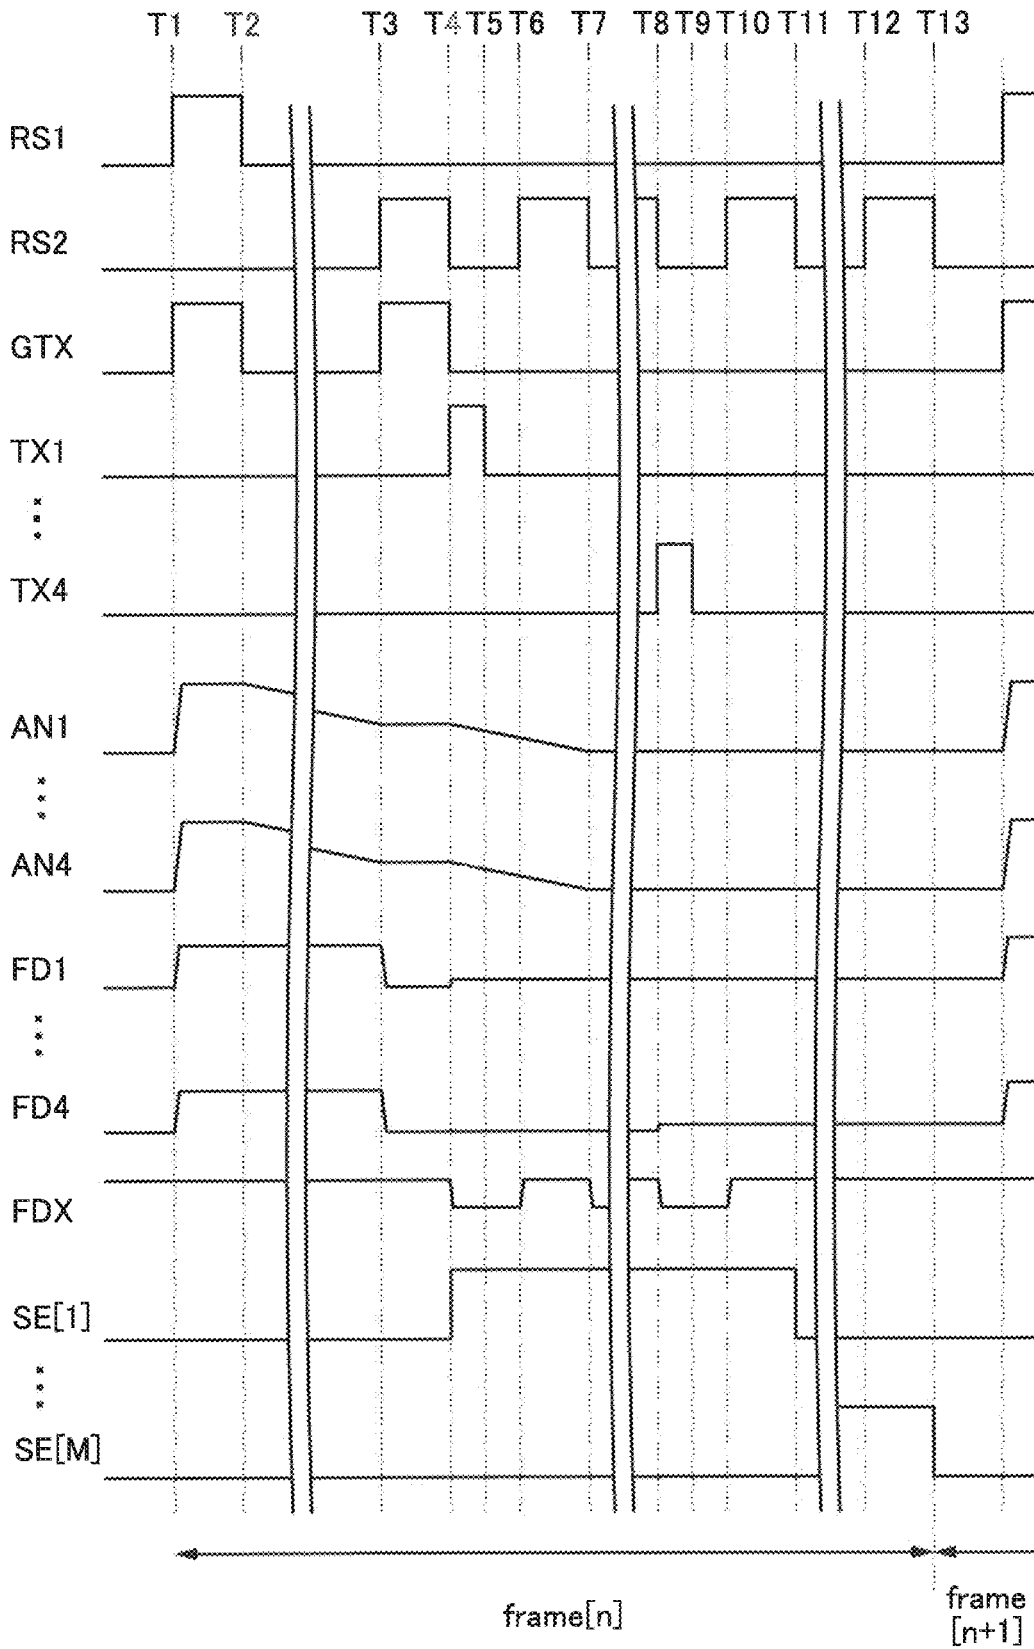 T1 T2 T3 T4 T5 T6 T7 T8 T9 T10 T11 T12 T13
RS1
RS2
GTX
TX1
TX4
AN1
AN4
FD1
FD4
FDX
SE[1]
SE[M]
frame[n]
frame
[n+1]